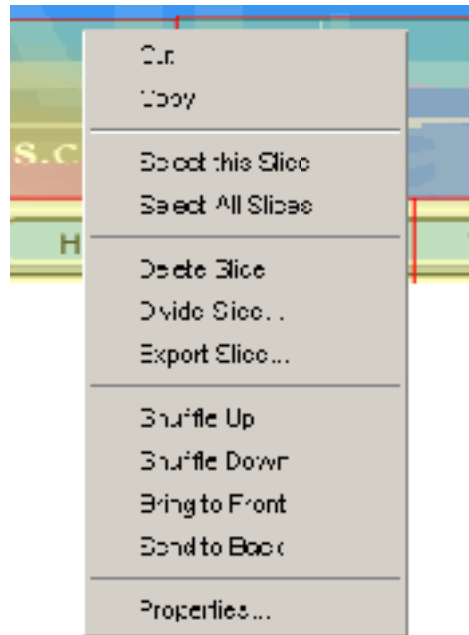 Cut
Copy
S.C
Select this Slice
Select All Slices
H
Delete Slice
Divide Slice...
Export Slice...
Shuffle Up
Shuffle Down
Bring to Front
Send to Back
Properties...